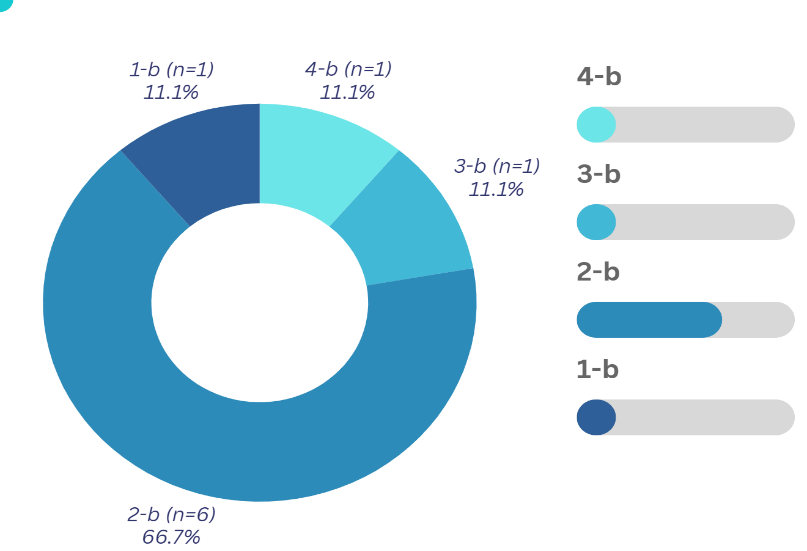 1-b (n=1)
11.1%
4-b (n=1)
11.1%
3-b (n=1)
11.1%
2-b (n=6)
66.7%
4-b
3-b
2-b
1-b